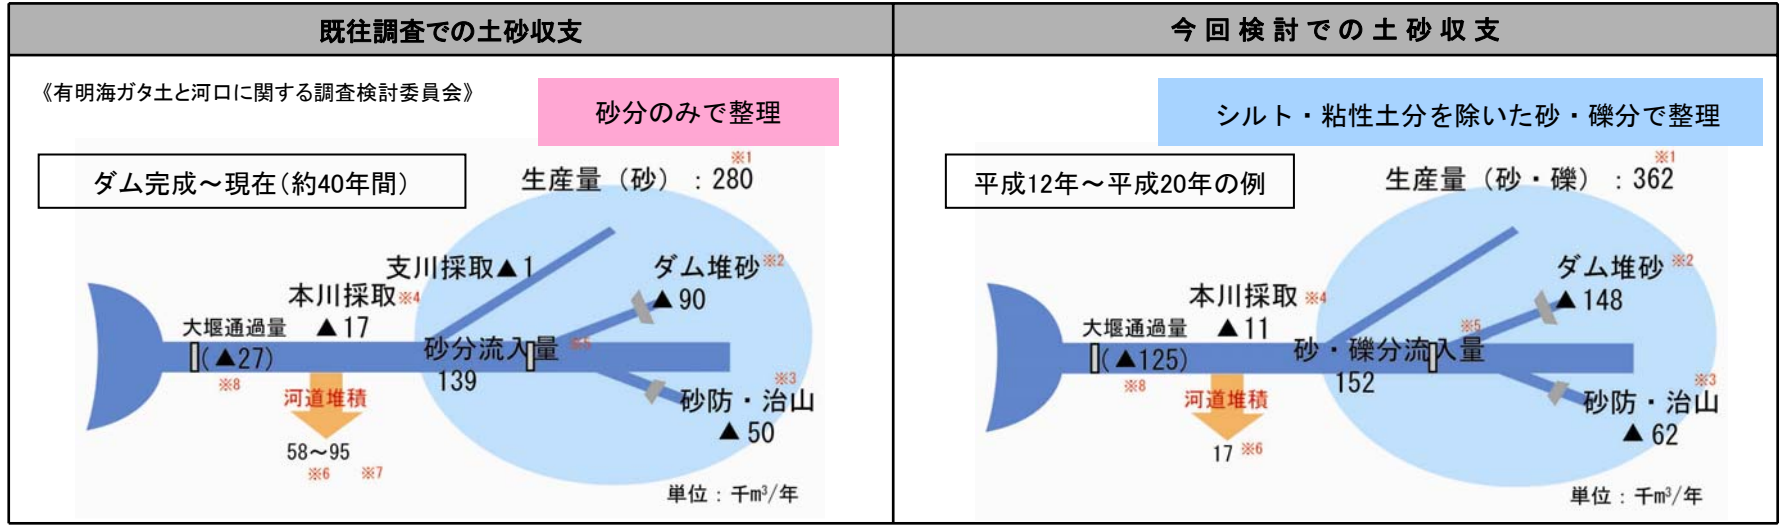 既往調査での土砂収支
《有明海ガタ土と河口に関する調査検討委員会》
砂分のみで整理
ダム完成～現在(約40年間)
※1
生産量（砂）：280
支川採取▲1
ダム堆砂※2
▲90
本川採取※4
▲17
大堰通過量
(▲27)
※8
砂分流入量 ※5
139
河道堆積
58～95
※6 ※7
※3
砂防・治山
▲50
単位：千m³/年
今回検討での土砂収支
シルト・粘性土分を除いた砂・礫分で整理
平成12年～平成20年の例
※1
生産量（砂・礫）：362
ダム堆砂※2
▲148
本川採取※4
▲11
大堰通過量
(▲125)
※8
※5
砂・礫分流入量
152
河道堆積
17 ※6
※3
砂防・治山
▲62
単位：千m³/年